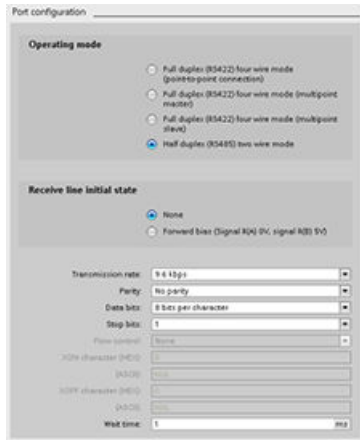 Port configuration
Operating mode
Full duplex (RS422) four wire mode
(point-to-point connection)
Full duplex (RS422) four wire mode (multipoint
master)
Full duplex (RS422) four wire mode (multipoint
slave)
Half duplex (RS485) two wire mode
Receive line initial state
None
Forward bias (Signal R(A) 0V, signal R(B) 5V)
Transmission rate: 9.6 kbps
Parity: No parity
Data bits: 8 bits per character
Stop bits: 1
Flow control: None
XON character (HEX):
(ASCII):
XOFF character (HEX):
(ASCII):
Wait time: 1 ms